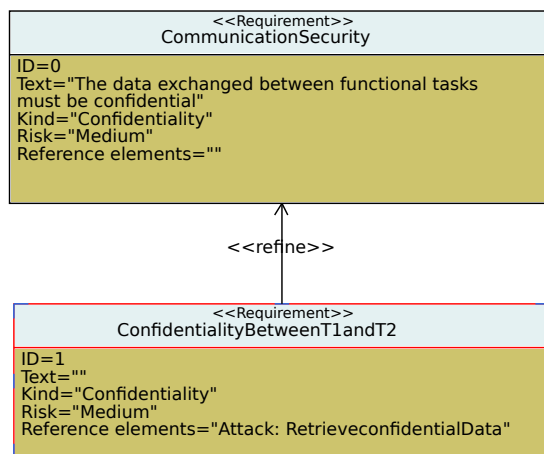 <<Requirement>>
CommunicationSecurity
ID=0
Text="The data exchanged between functional tasks
must be confidential"
Kind="Confidentiality"
Risk="Medium"
Reference elements=""
<<refine>>
<<Requirement>>
ConfidentialityBetweenT1andT2
ID=1
Text=""
Kind="Confidentiality"
Risk="Medium"
Reference elements="Attack: RetrieveconfidentialData"